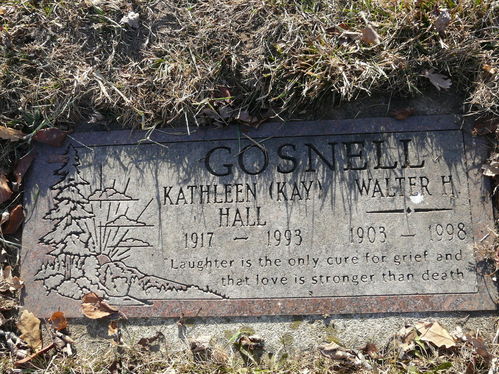 GOSNELL
KATHLEEN (KAY) WALTER H.
HALL
1917 — 1993 1903 — 1998
"Laughter is the only cure for grief and
that love is stronger than death"